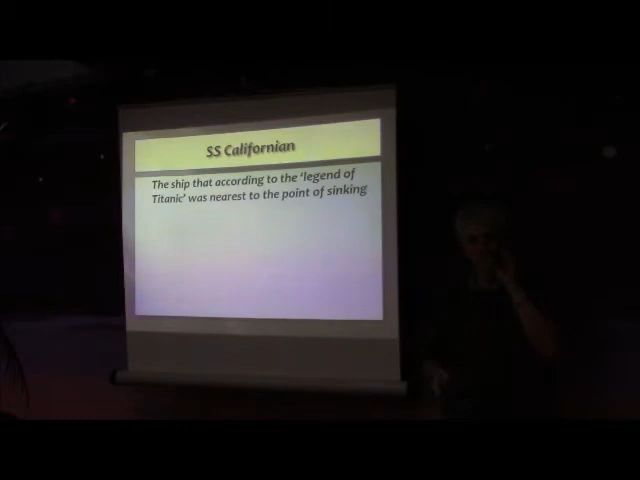 SS Californian
The ship that according to the ‘legend of
Titanic’ was nearest to the point of sinking